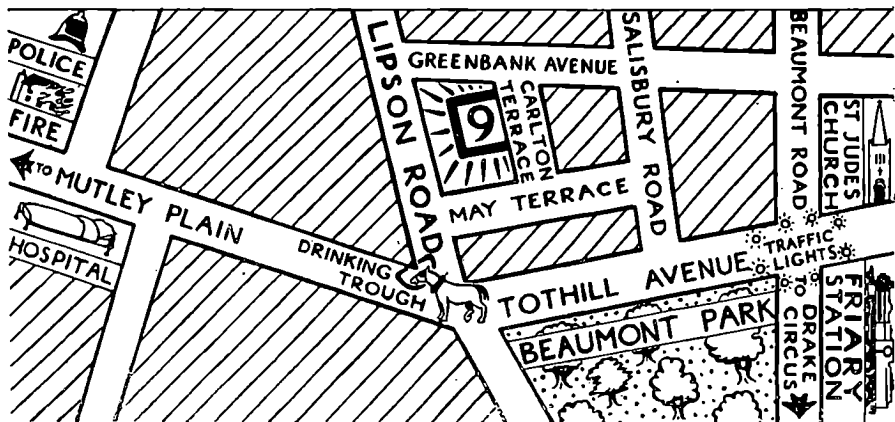 POLICE
FIRE
TO MUTLEY PLAIN
HOSPITAL
DRINKING
TROUGH
LIPSON ROAD
GREENBANK AVENUE
9
CARLTON
TERRACE
MAY TERRACE
SALISBURY ROAD
BEAUMONT ROAD
ST JUDES
CHURCH
TRAFFIC
LIGHTS
TOTHILL AVENUE
BEAUMONT PARK
TO DRAKE
CIRCUS
FRIARY
STATION